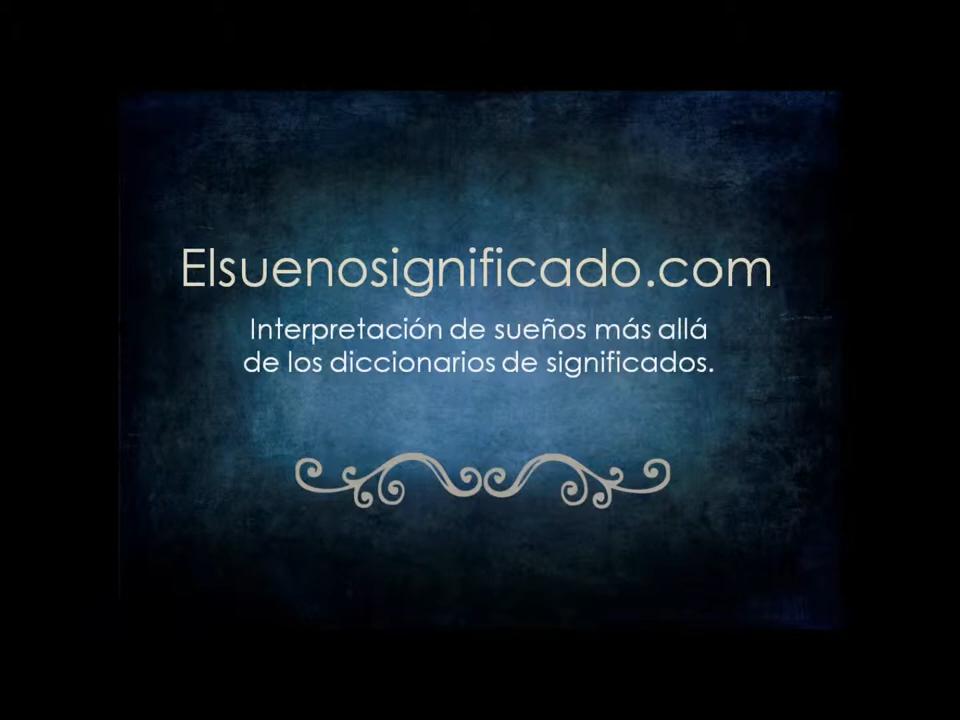 Elsuenosignificado.com
Interpretación de sueños más allá
de los diccionarios de significados.